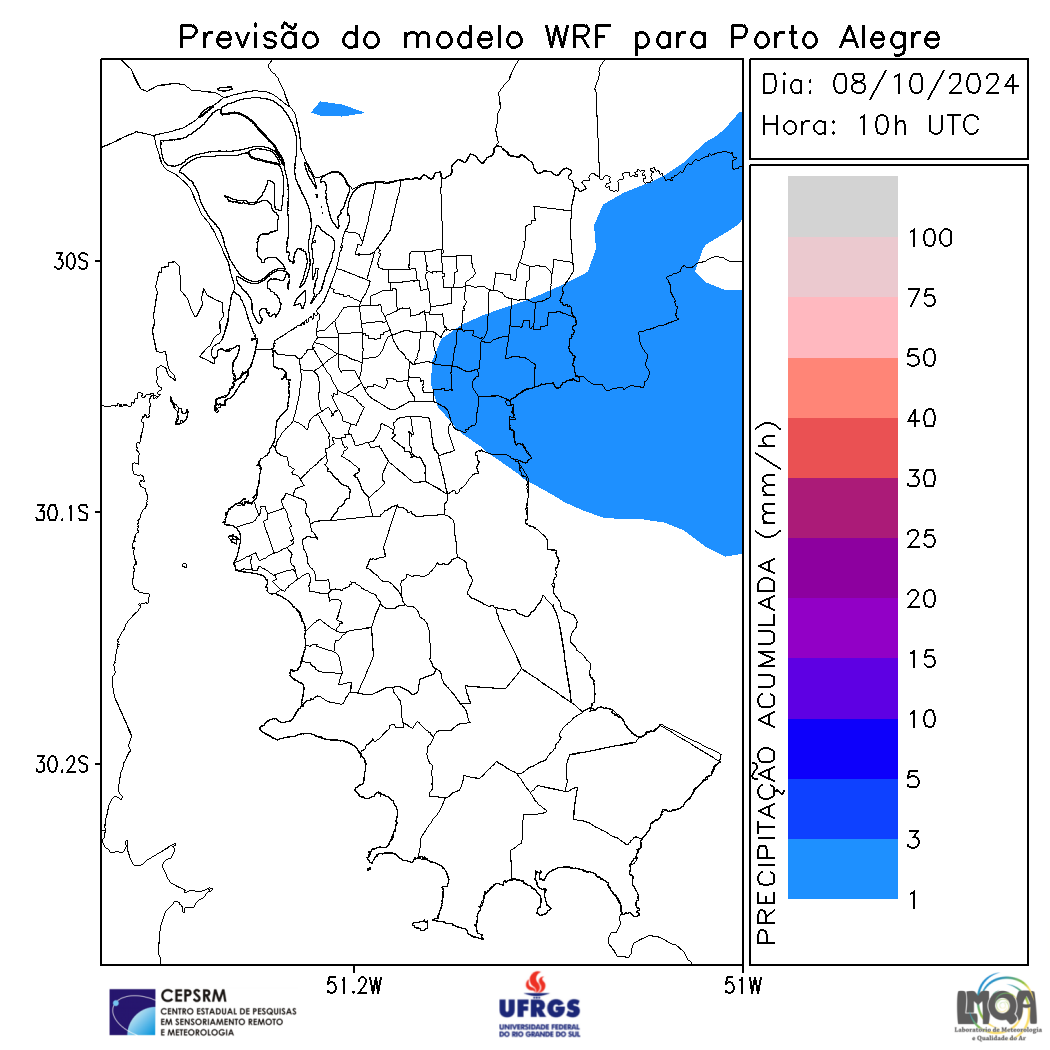 Previsão do modelo WRF para Porto Alegre
Dia: 08/10/2024
Hora: 10h UTC
30S
30.1S
30.2S
51.2W
51W
PRECIPITAÇÃO ACUMULADA (mm/h)
100
75
50
40
30
25
20
15
10
5
3
1
CEPSRM
CENTRO ESTADUAL DE PESQUISAS
EM SENSORIAMENTO REMOTO
E METEOROLOGIA
UFRGS
UNIVERSIDADE FEDERAL
DO RIO GRANDE DO SUL
LMQA
Laboratório de Meteorologia
e Qualidade do Ar